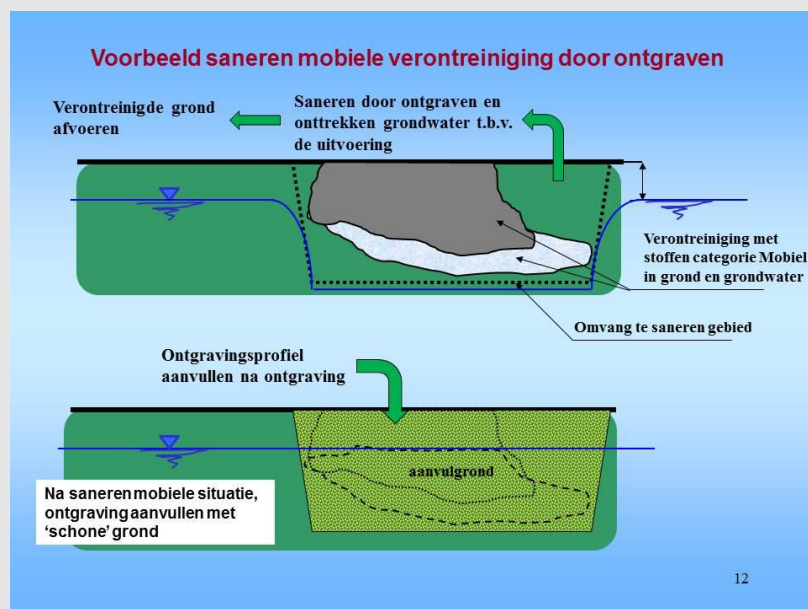 Voorbeeld saneren mobiele verontreiniging door ontgraven
Verontreinigde grond
afvoeren
Saneren door ontgraven en
onttrekken grondwater t.b.v.
de uitvoering
Verontreiniging met
stoffen categorie Mobiel
in grond en grondwater
Omvang te saneren gebied
Ontgravingsprofiel
aanvullen na ontgraving
aanvulgrond
Na saneren mobiele situatie,
ontgraving aanvullen met
‘schone’ grond
12